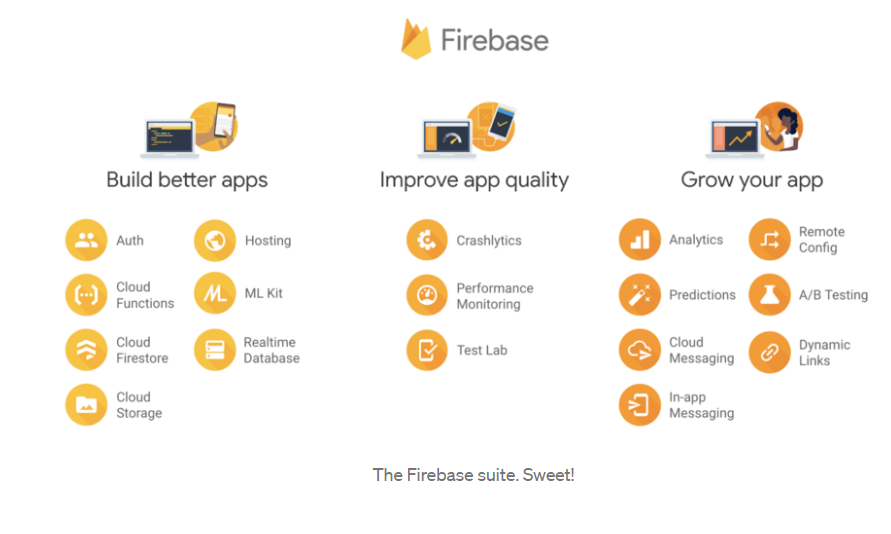 Firebase
Build better apps
Auth
Hosting
Cloud
Functions
ML Kit
Cloud
Firestore
Realtime
Database
Cloud
Storage
Improve app quality
Crashlytics
Performance
Monitoring
Test Lab
Grow your app
Analytics
Remote
Config
Predictions
A/B Testing
Cloud
Messaging
Dynamic
Links
In-app
Messaging
The Firebase suite. Sweet!